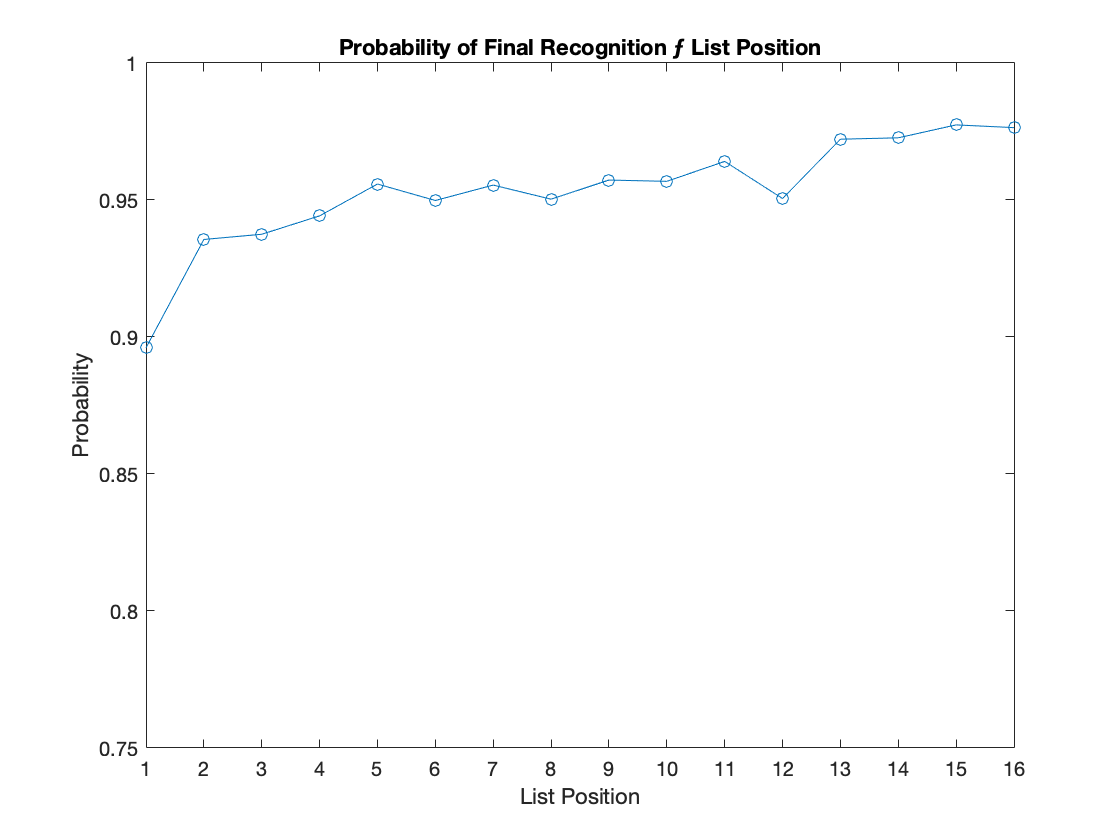 Probability of Final Recognition ƒ List Position
1
0.95
0.9
0.85
0.8
0.75
Probability
1 2 3 4 5 6 7 8 9 10 11 12 13 14 15 16
List Position